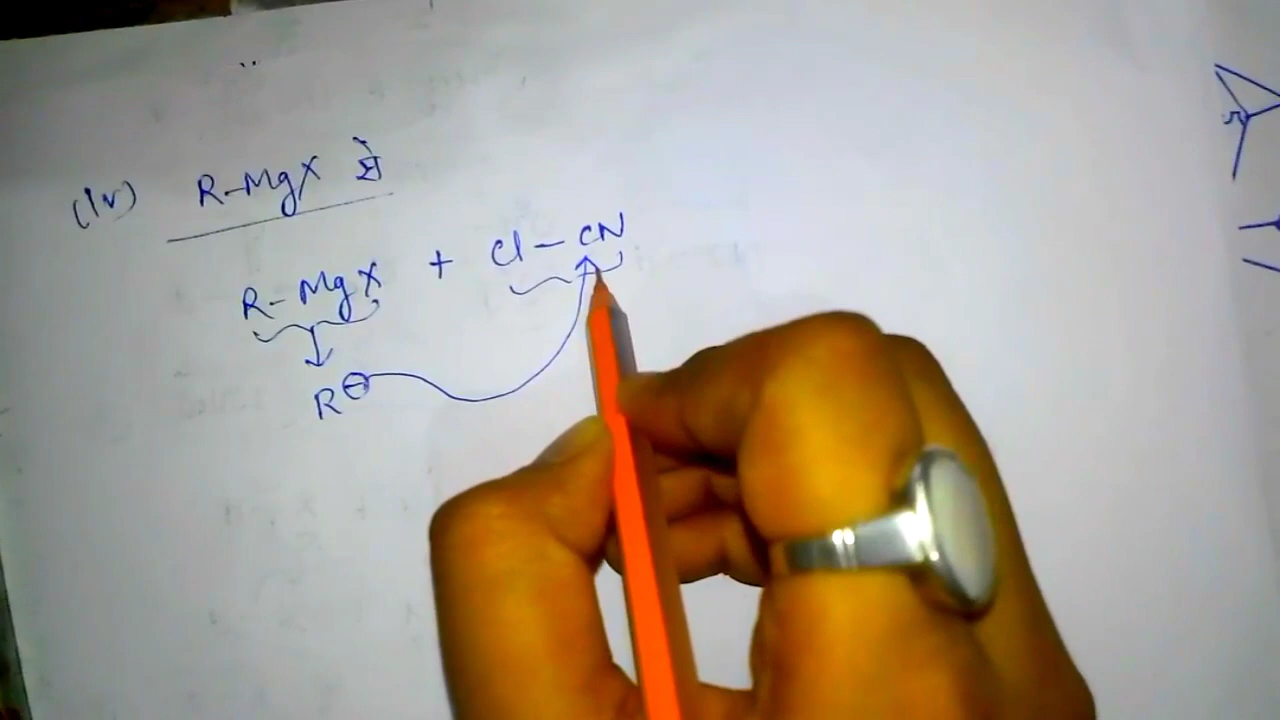 (iv) R-MgX से
R-MgX + Cl-CN
R⊖